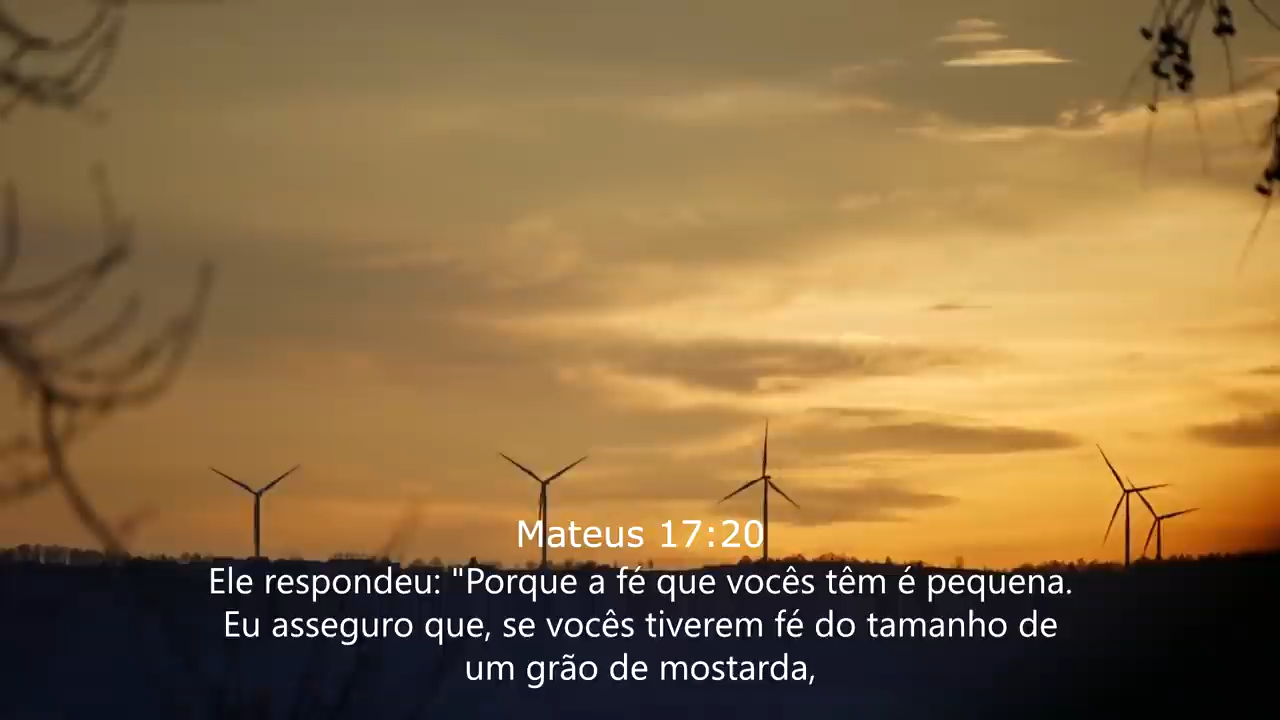 Mateus 17:20
Ele respondeu: "Porque a fé que vocês têm é pequena.
Eu asseguro que, se vocês tiverem fé do tamanho de
um grão de mostarda,